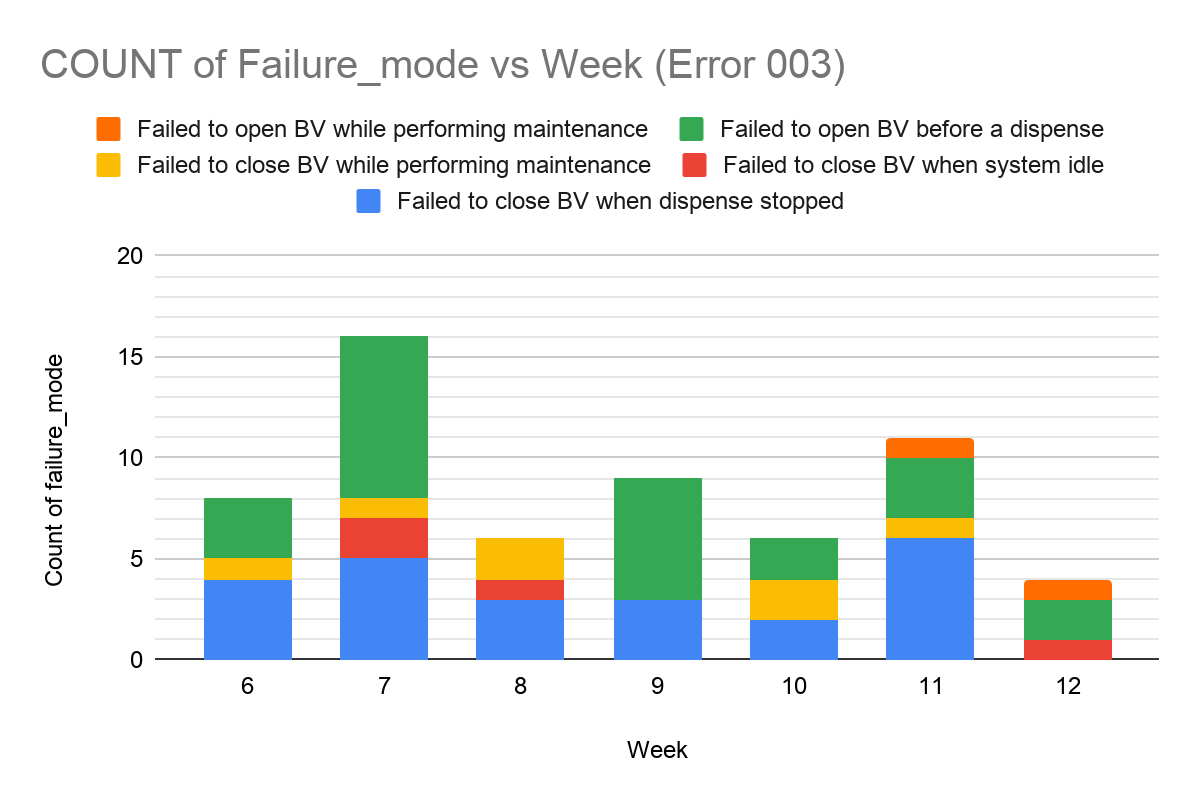 COUNT of Failure_mode vs Week (Error 003)
Failed to open BV while performing maintenance
Failed to open BV before a dispense
Failed to close BV while performing maintenance
Failed to close BV when system idle
Failed to close BV when dispense stopped
Count of failure_mode
20
15
10
5
0
6 7 8 9 10 11 12
Week